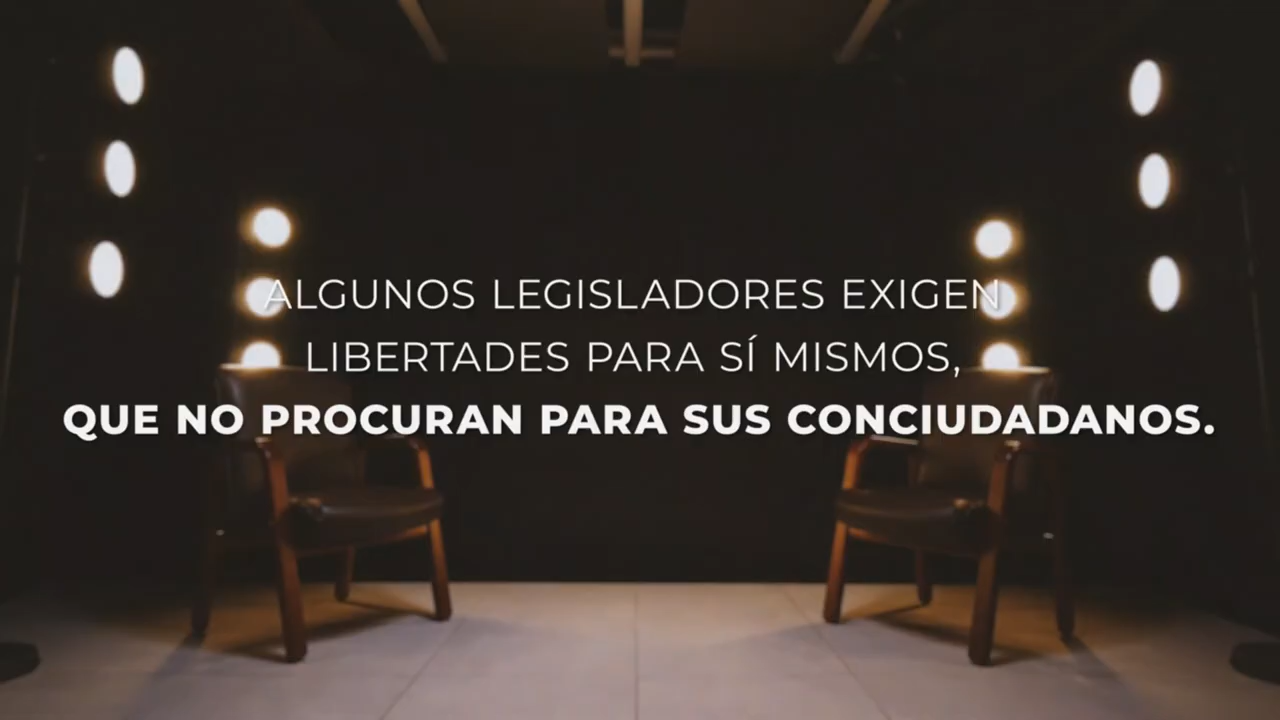 ALGUNOS LEGISLADORES EXIGEN
LIBERTADES PARA SÍ MISMOS,
QUE NO PROCURAN PARA SUS CONCIUDADANOS.